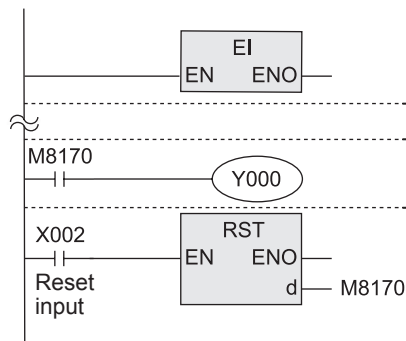 EI
EN ENO
M8170
Y000
X002
RST
EN ENO
Reset
input
d
M8170